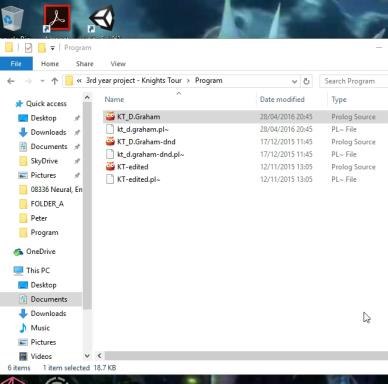 Program
File Home Share View
3rd year project - Knights Tour > Program Search Program
Name Date modified Type
Quick access
Desktop
Downloads
Documents
SkyDrive
Pictures
08336 Neural, En
FOLDER_A
Peter
Program
OneDrive
This PC
Desktop
Documents
Downloads
Music
Pictures
Videos
KT_D.Graham 28/04/2016 20:45 Prolog Source
kt_d.graham.pl~ 28/04/2016 20:45 PL~ File
KT_D.Graham-dnd 17/12/2015 11:45 Prolog Source
kt_d.graham-dnd.pl~ 17/12/2015 11:45 PL~ File
KT-edited 12/11/2015 13:05 Prolog Source
KT-edited.pl~ 12/11/2015 13:05 PL~ File
6 items 1 item selected 18.7 KB